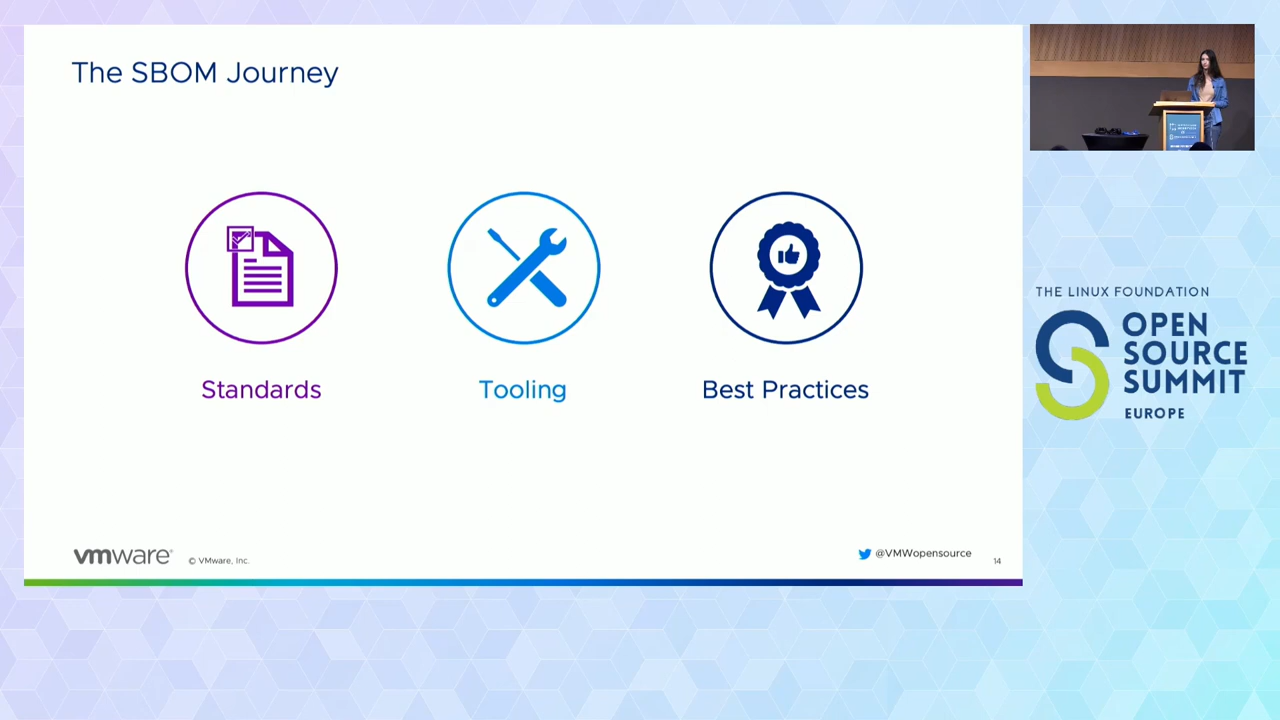 The SBOM Journey
Standards
Tooling
Best Practices
vmware®
© VMware, Inc.
@VMWopensource
14
THE LINUX FOUNDATION
OPEN
SOURCE
SUMMIT
EUROPE